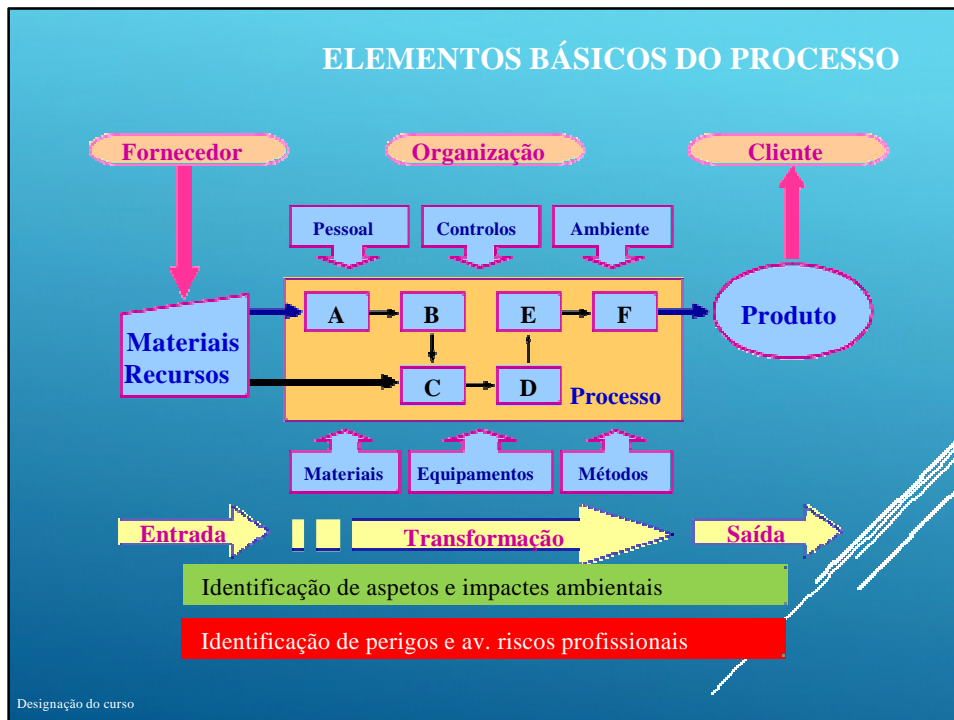 ELEMENTOS BÁSICOS DO PROCESSO
Fornecedor
Organização
Cliente
Pessoal
Controlos
Ambiente
A
B
E
F
Produto
Materiais
Recursos
C
D
Processo
Materiais
Equipamentos
Métodos
Entrada
Transformação
Saída
Identificação de aspetos e impactes ambientais
Identificação de perigos e av. riscos profissionais
Designação do curso